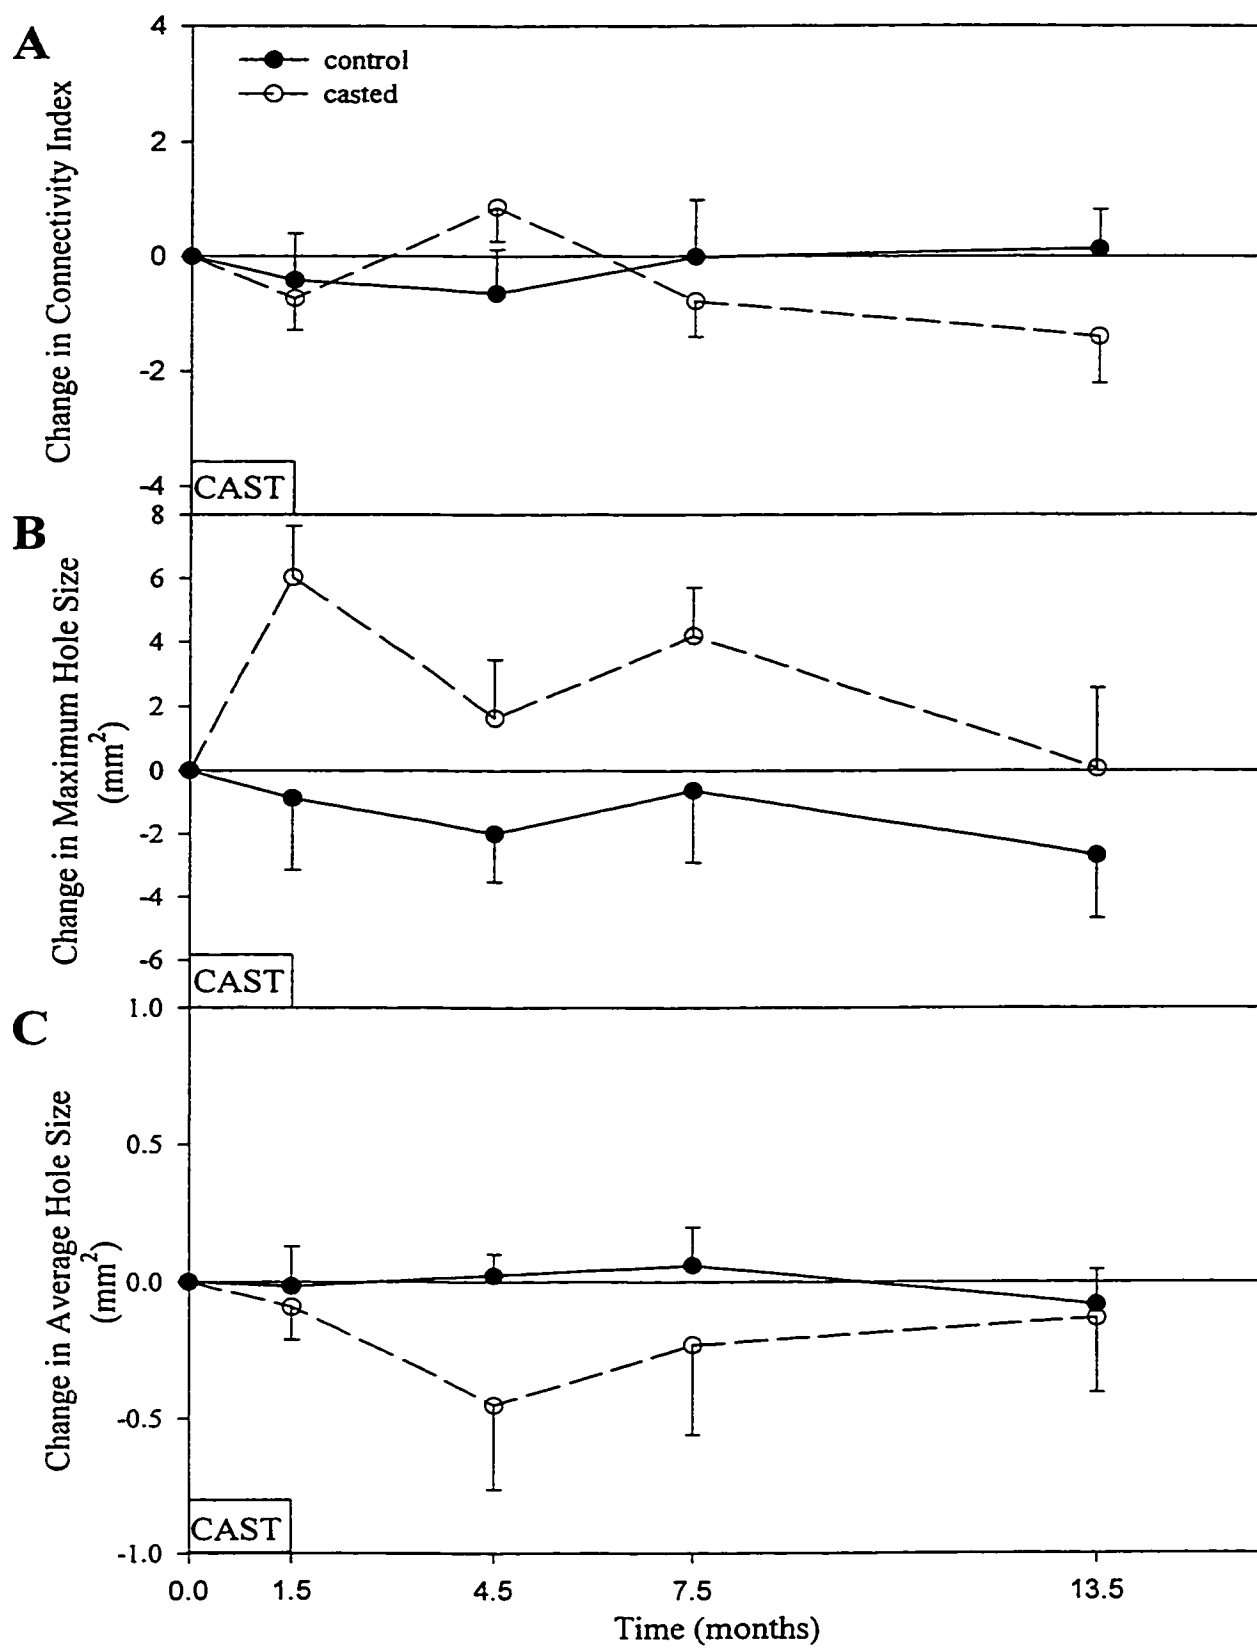 A
Change in Connectivity Index
4
2
0
-2
-4
control
casted
CAST
B
Change in Maximum Hole Size
(mm²)
8
6
4
2
0
-2
-4
-6
CAST
C
Change in Average Hole Size
(mm²)
1.0
0.5
0.0
-0.5
-1.0
CAST
0.0 1.5 4.5 7.5 13.5
Time (months)